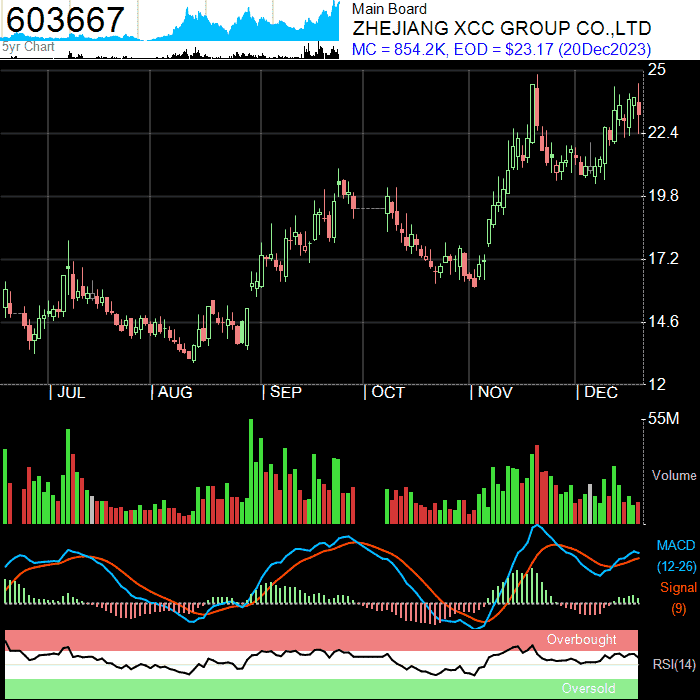 603667
5yr Chart
Main Board
ZHEJIANG XCC GROUP CO.,LTD
MC = 854.2K, EOD = $23.17 (20Dec2023)
25
22.4
19.8
17.2
14.6
12
JUL
AUG
SEP
OCT
NOV
DEC
55M
Volume
MACD
(12-26)
Signal
(9)
Overbought
RSI(14)
Oversold